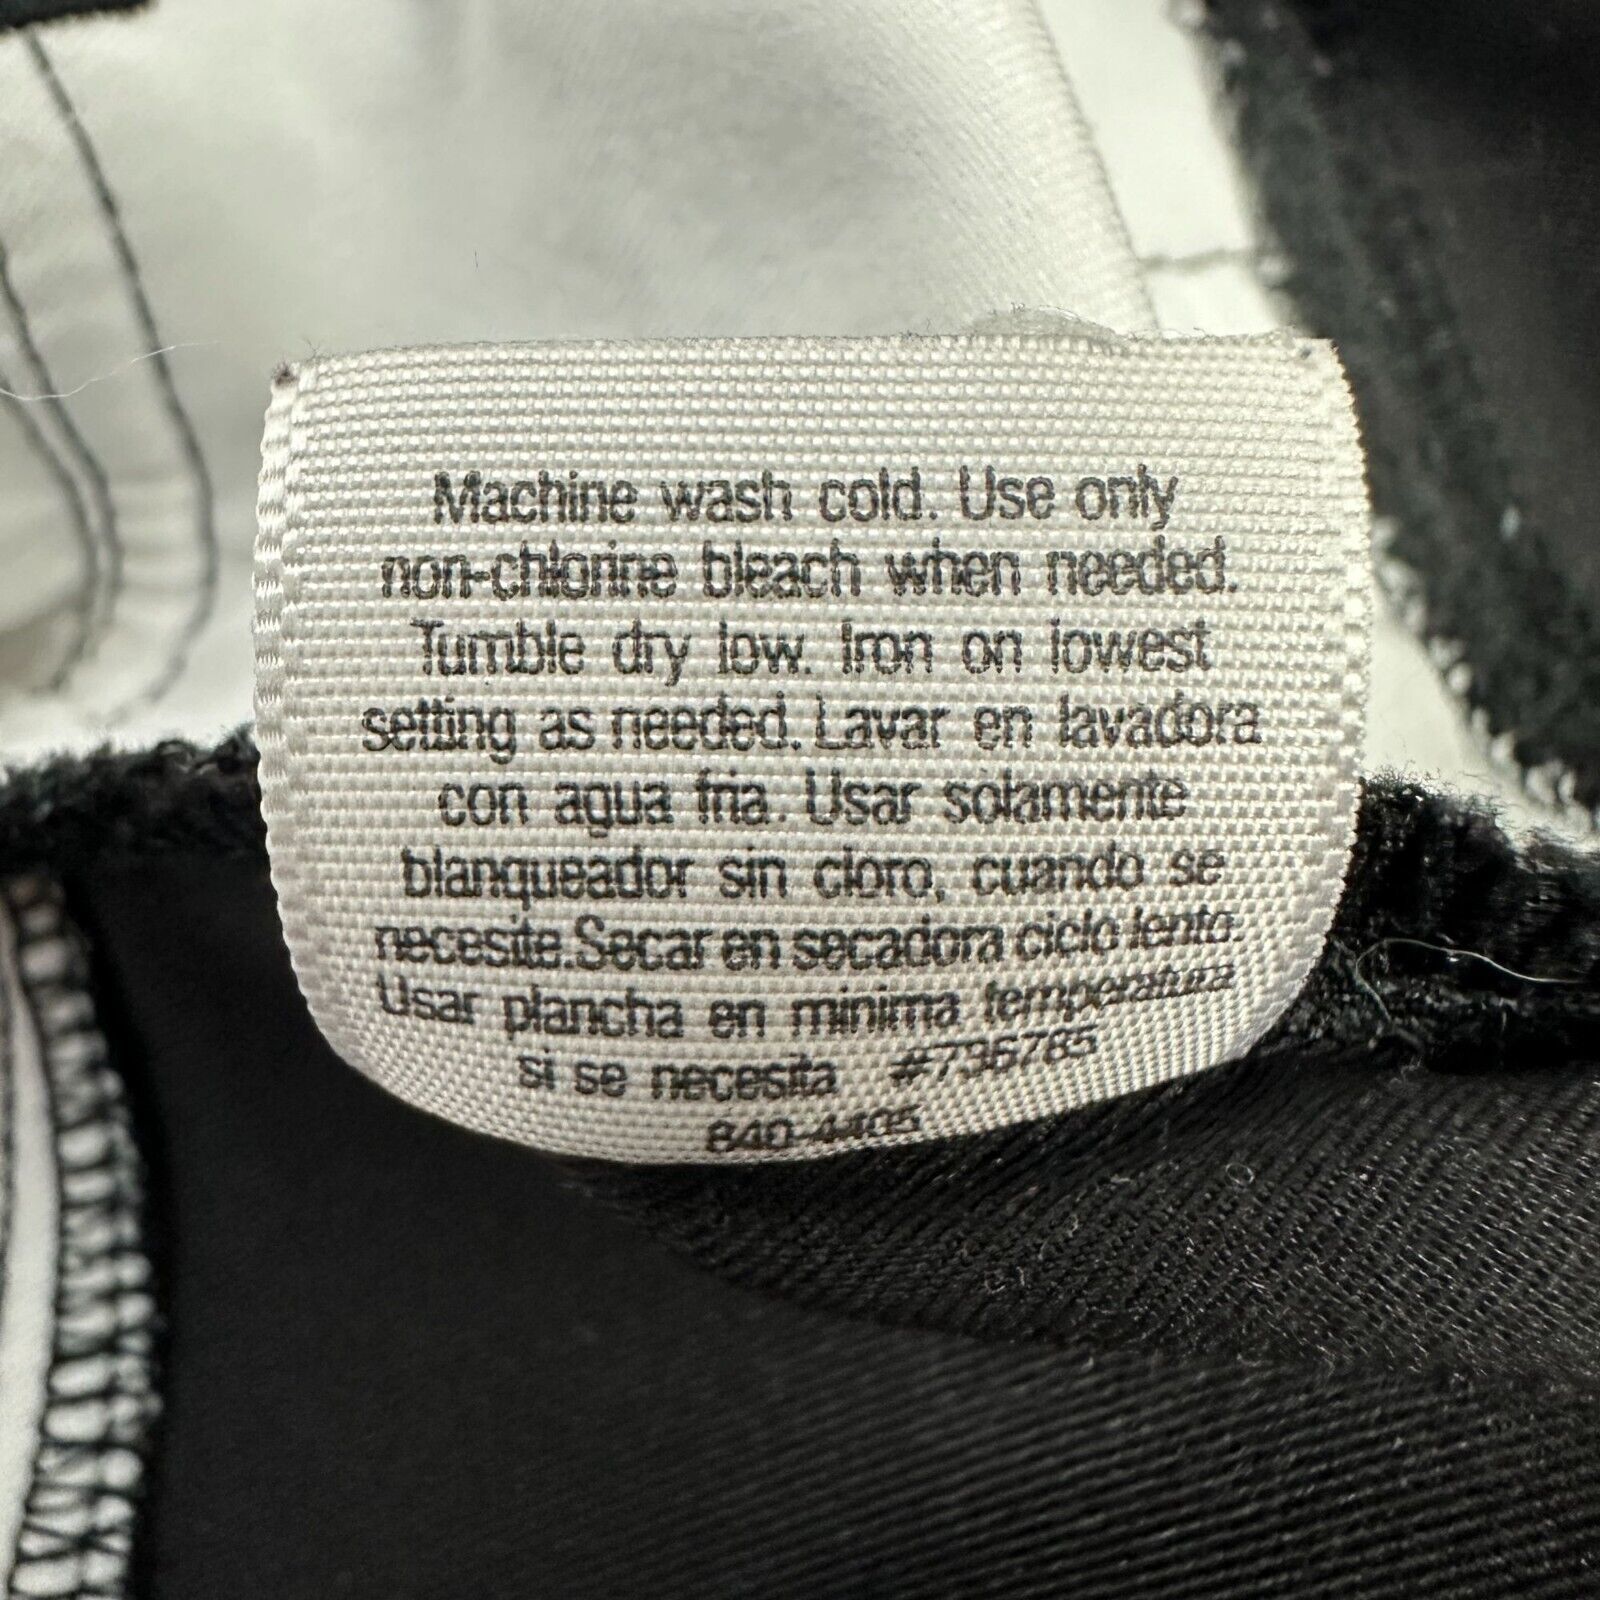 Machine wash cold. Use only
non-chlorine bleach when needed.
Tumble dry low. Iron on lowest
setting as needed. Lavar en lavadora
con agua fria. Usar solamente
blanqueador sin cloro, cuando se
necesite. Secar en secadora ciclo lento.
Usar plancha en minima temperatura
si se necesita #736785
840-4405